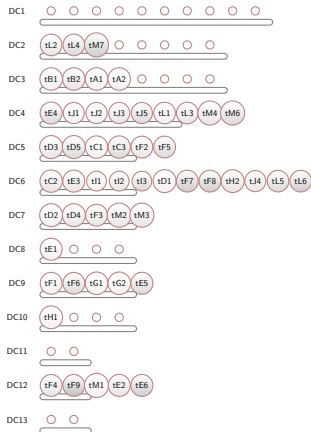 DC1
DC2 tL2 tL4 tM7
DC3 tB1 tB2 tA1 tA2
DC4 tE4 tJ1 tJ2 tJ3 tJ5 tL1 tL3 tM4 tM6
DC5 tD3 tD5 tC1 tC3 tF2 tF5
DC6 tC2 tE3 tI1 tI2 tI3 tD1 tF7 tF8 tH2 tJ4 tL5 tL6
DC7 tD2 tD4 tF3 tM2 tM3
DC8 tE1
DC9 tF1 tF6 tG1 tG2 tE5
DC10 tH1
DC11
DC12 tF4 tF9 tM1 tE2 tE6
DC13